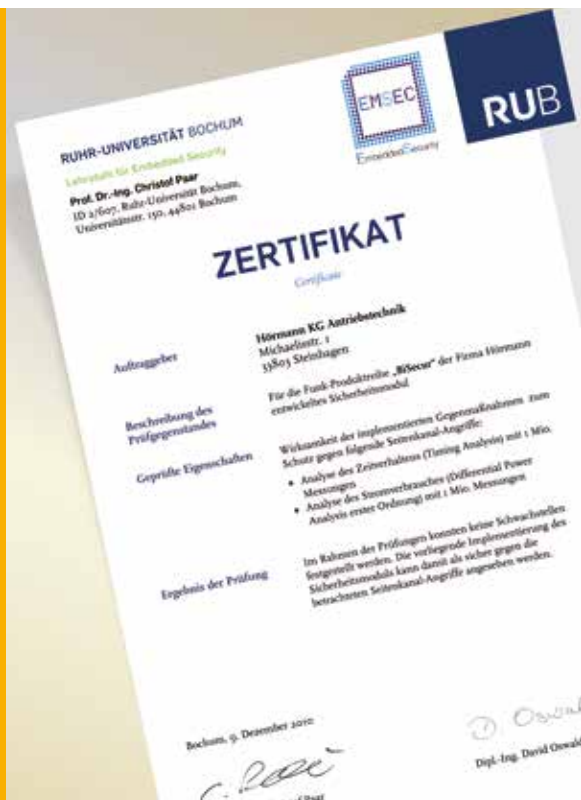 EMSEC
Embedded Security
RUB
RUHR-UNIVERSITÄT BOCHUM
Lehrstuhl für Embedded Security
Prof. Dr.-Ing. Christof Paar
ID 2/607, Ruhr-Universität Bochum,
Universitätsstr. 150, 44801 Bochum
ZERTIFIKAT
Certificate
Auftraggeber
Hörmann KG Antriebstechnik
Michaelisstr. 1
33803 Steinhagen
Beschreibung des
Prüfgegenstandes
Für die Funk-Produktreihe „BiSecur“ der Firma Hörmann
entwickeltes Sicherheitsmodul
Geprüfte Eigenschaften
Wirksamkeit der implementierten Gegenmaßnahmen zum
Schutz gegen folgende Seitenkanal-Angriffe:
• Analyse des Zeitverhaltens (Timing Analysis) mit 1 Mio.
Messungen
• Analyse des Stromverbrauches (Differential Power
Analysis erster Ordnung) mit 1 Mio. Messungen
Ergebnis der Prüfung
Im Rahmen der Prüfungen konnten keine Schwachstellen
festgestellt werden. Die vorliegende Implementierung des
Sicherheitsmoduls kann damit als sicher gegen die
betrachteten Seitenkanal-Angriffe angesehen werden.
Bochum, 9. Dezember 2010
D Oswal
Dipl.-Ing. David Oswald
Paar